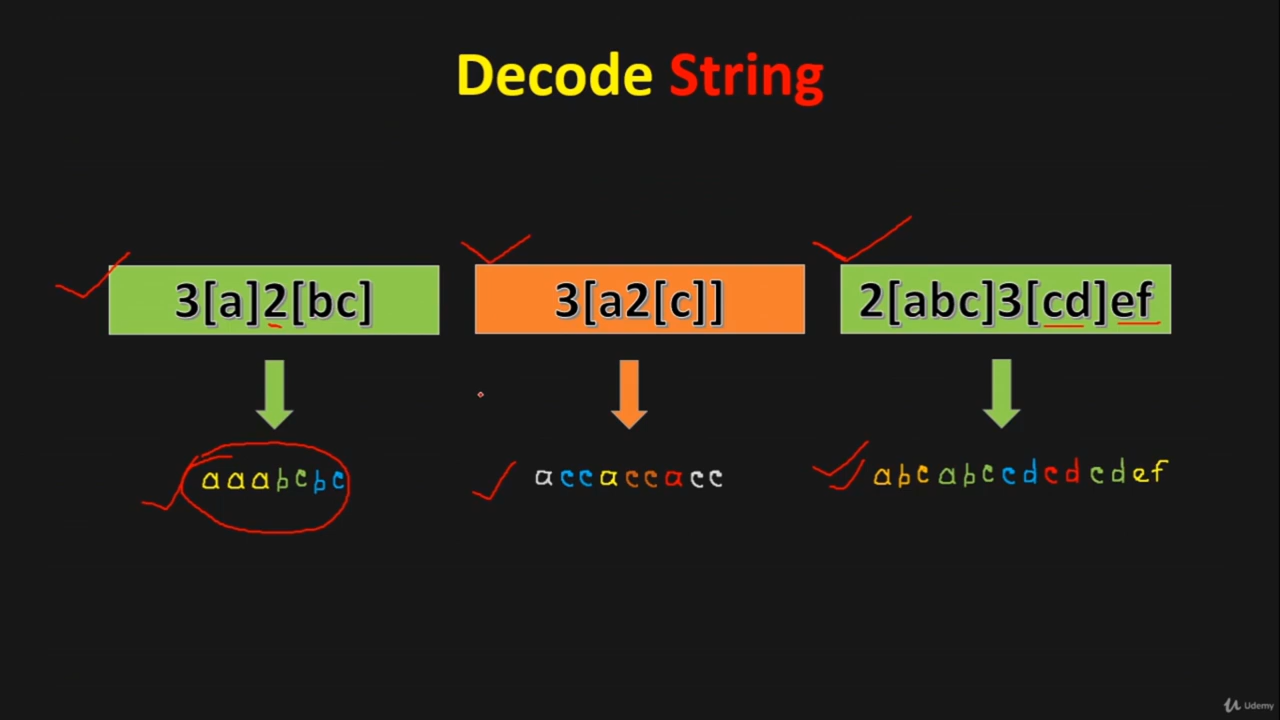 Decode String
3[a]2[bc]
3[a2[c]]
2[abc]3[cd]ef
aaabcbc
accaccacc
abcabccdcdcdef
Udemy